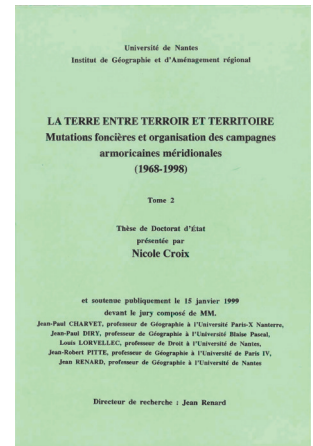 Université de Nantes
Institut de Géographie et d'Aménagement régional
LA TERRE ENTRE TERROIR ET TERRITOIRE
Mutations foncières et organisation des campagnes
armoricaines méridionales
(1968-1998)
Tome 2
Thèse de Doctorat d'État
présentée par
Nicole Croix
et soutenue publiquement le 15 janvier 1999
devant le jury composé de MM.
Jean-Paul CHARVET, professeur de Géographie à l'Université Paris-X Nanterre,
Jean-Paul DIRY, professeur de Géographie à l'Université Blaise Pascal,
Louis LORVELLEC, professeur de Droit à l'Université de Nantes,
Jean-Robert PITTE, professeur de Géographie à l'Université de Paris IV,
Jean RENARD, professeur de Géographie à l'Université de Nantes
Directeur de recherche : Jean Renard